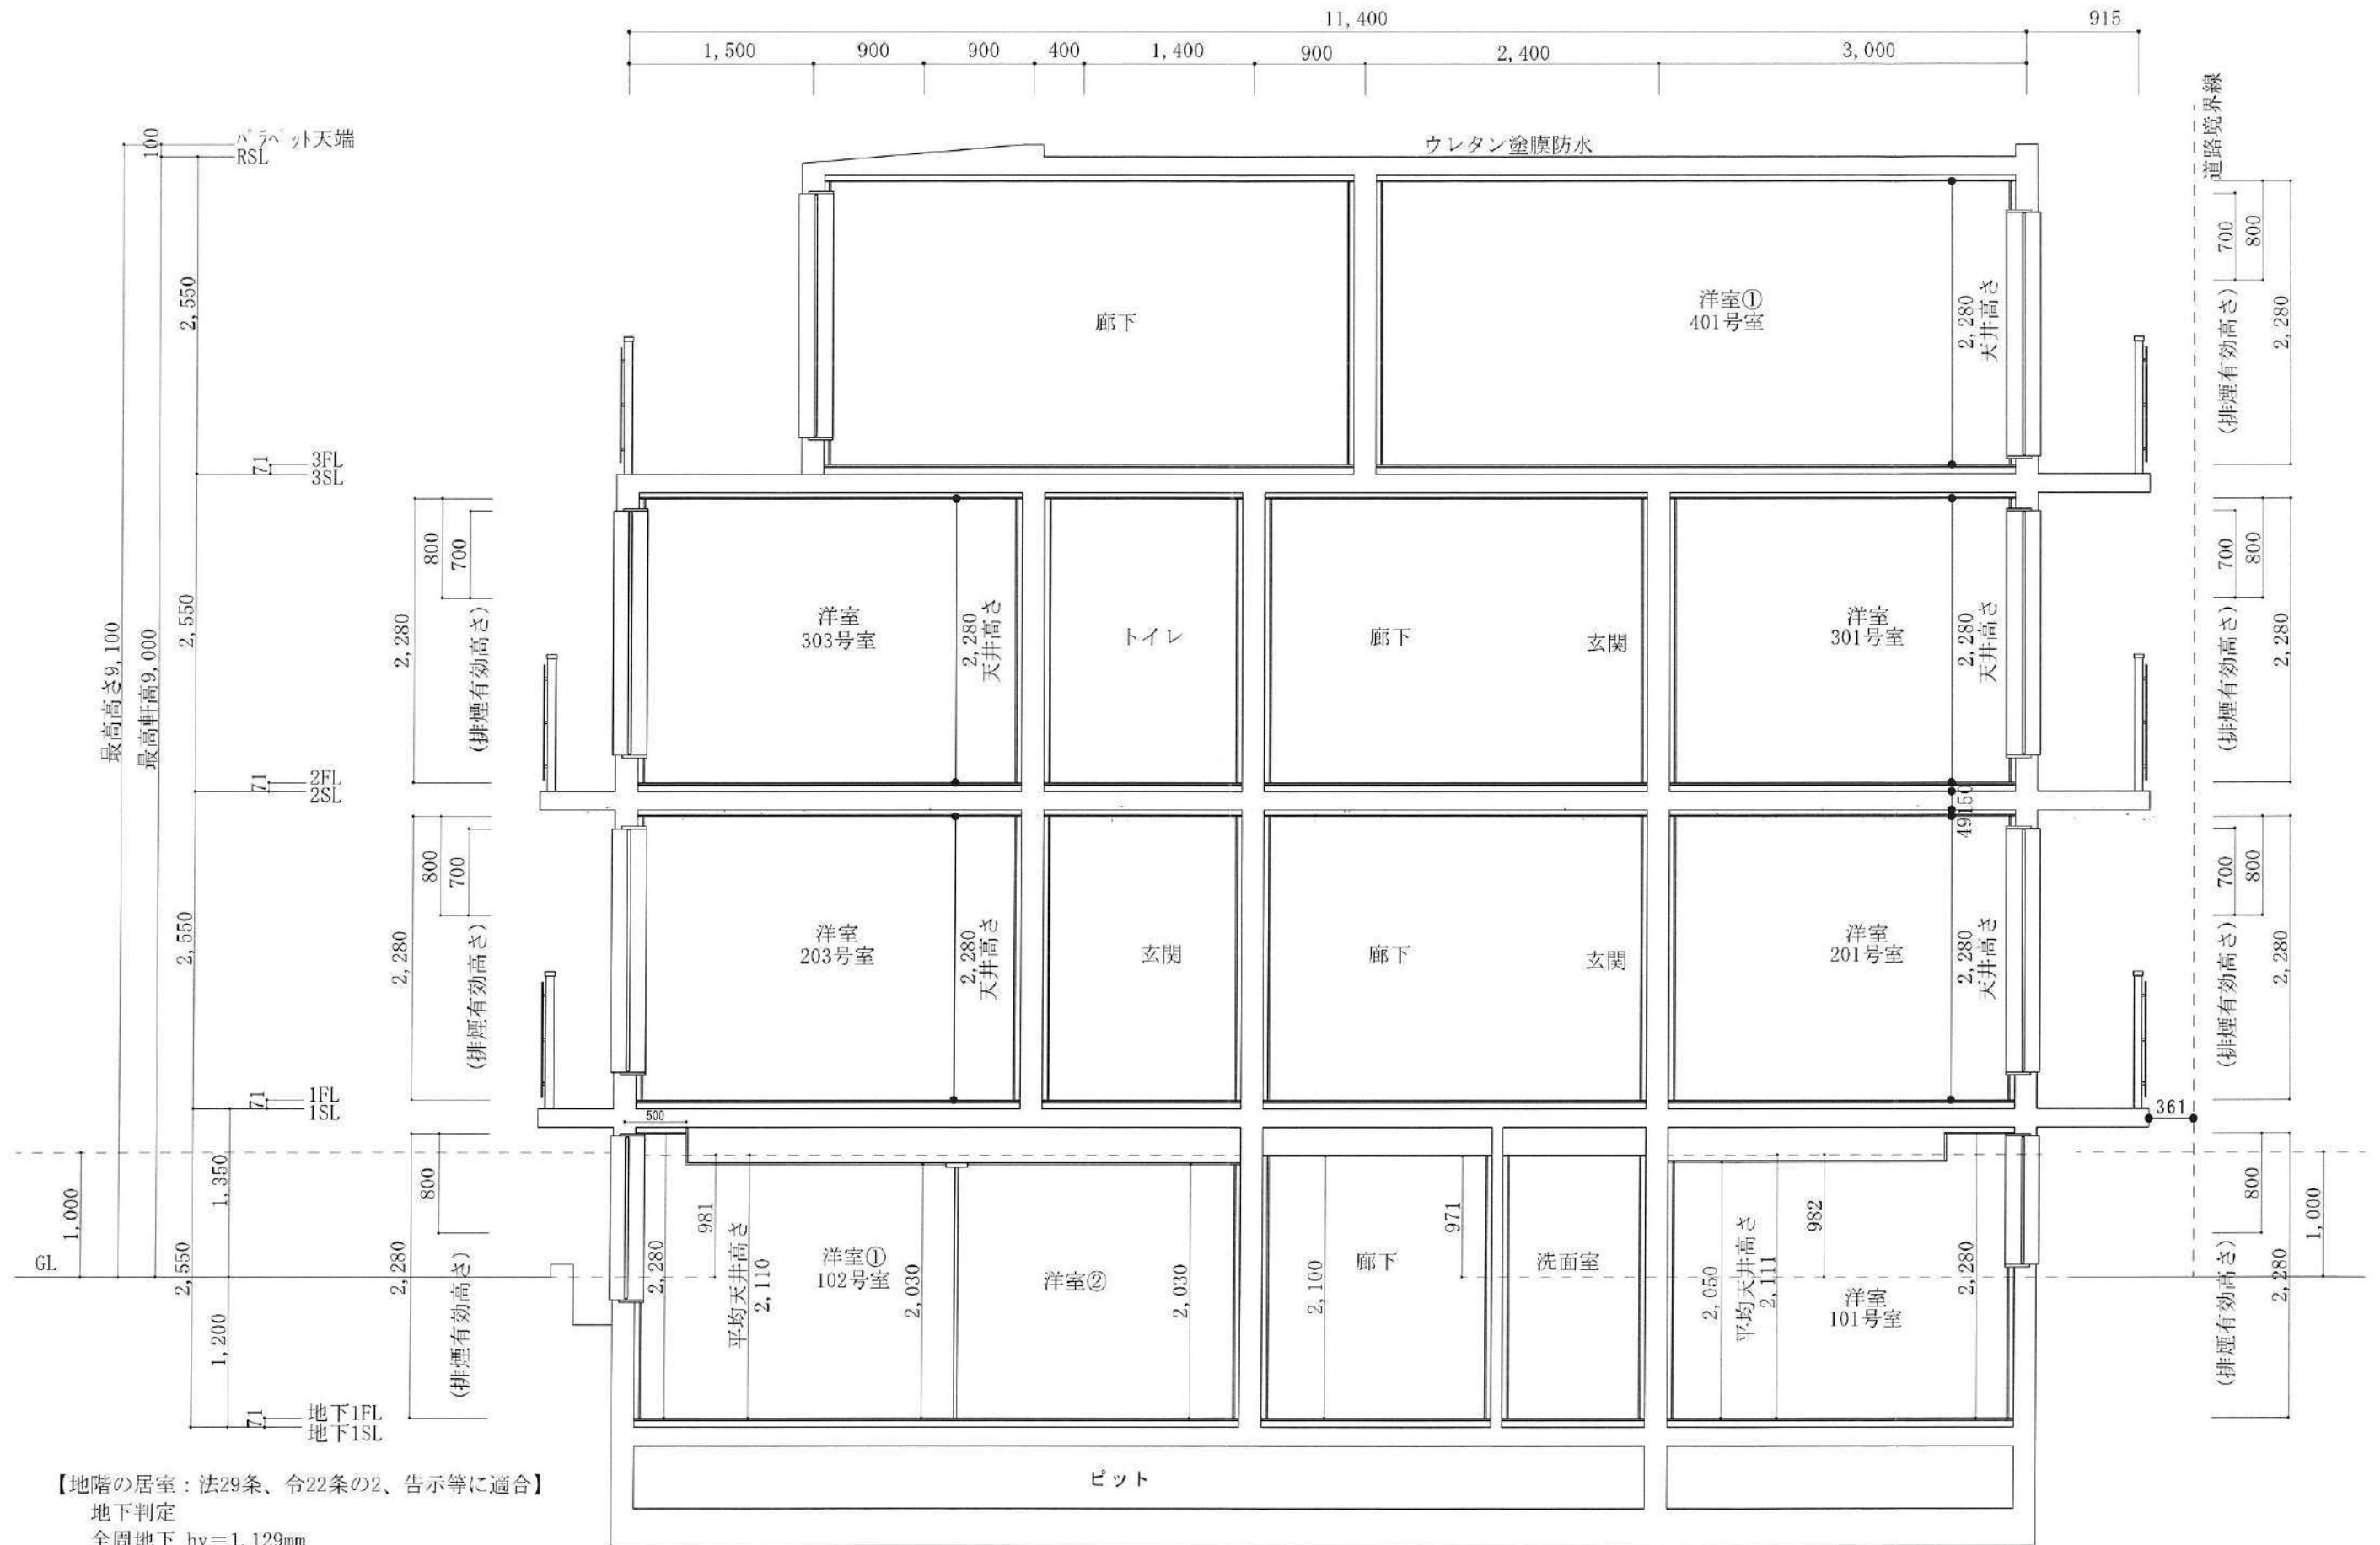 11,400
915
1,500
900
900
400
1,400
900
2,400
3,000
道路境界線
100
パラペット天端
RSL
ウレタン塗膜防水
2,550
廊下
洋室①
401号室
2,280
天井高さ
700
800
(排煙有効高さ)
2,280
71
3FL
3SL
最高高さ9,100
最高軒高9,000
2,550
2,280
800
700
(排煙有効高さ)
洋室
303号室
2,280
天井高さ
トイレ
廊下
玄関
洋室
301号室
2,280
天井高さ
700
800
(排煙有効高さ)
2,280
71
2FL
2SL
150
49
2,550
2,280
800
700
(排煙有効高さ)
洋室
203号室
2,280
天井高さ
玄関
廊下
玄関
洋室
201号室
2,280
天井高さ
700
800
(排煙有効高さ)
2,280
71
1FL
1SL
500
361
1,000
GL
1,350
2,550
1,200
2,280
800
(排煙有効高さ)
2,280
981
平均天井高さ
2,110
洋室①
102号室
2,030
洋室②
2,030
2,100
廊下
971
洗面室
2,050
平均天井高さ
2,111
982
洋室
101号室
2,280
800
(排煙有効高さ)
2,280
1,000
71
地下1FL
地下1SL
ピット
【地階の居室:法29条、令22条の2、告示等に適合】
地下判定
全周地下 hy=1,129mm